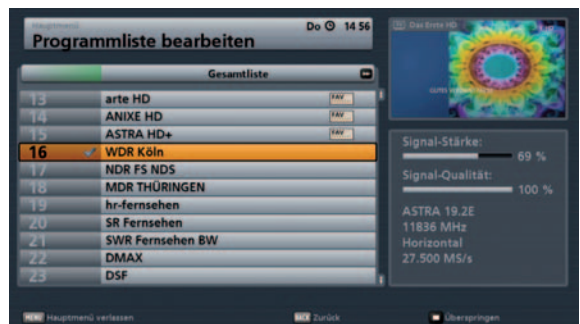 Hauptmenü
Programmliste bearbeiten
Do 14 56
Das Erste HD
Gesamtliste
13 arte HD FAV
14 ANIXE HD FAV
15 ASTRA HD+ FAV
16 WDR Köln
17 NDR FS NDS
18 MDR THÜRINGEN
19 hr-fernsehen
20 SR Fernsehen
21 SWR Fernsehen BW
22 DMAX
23 DSF
Signal-Stärke:
69 %
Signal-Qualität:
100 %
ASTRA 19.2E
11836 MHz
Horizontal
27.500 MS/s
MENU Hauptmenü verlassen
BACK Zurück
Überspringen